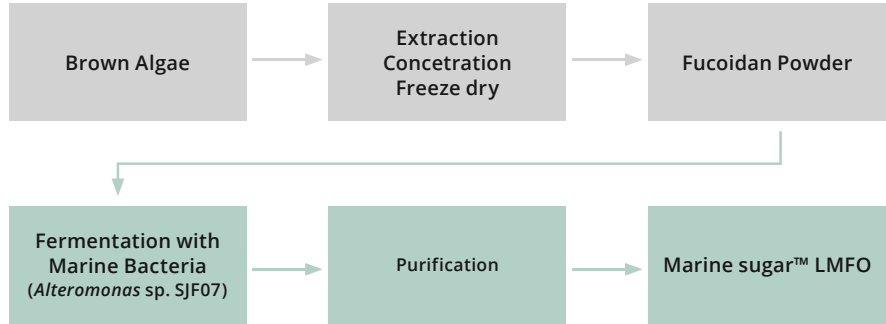 Brown Algae
Extraction
Concetration
Freeze dry
Fucoidan Powder
Fermentation with
Marine Bacteria
(Alteromonas sp. SJF07)
Purification
Marine sugar™ LMFO